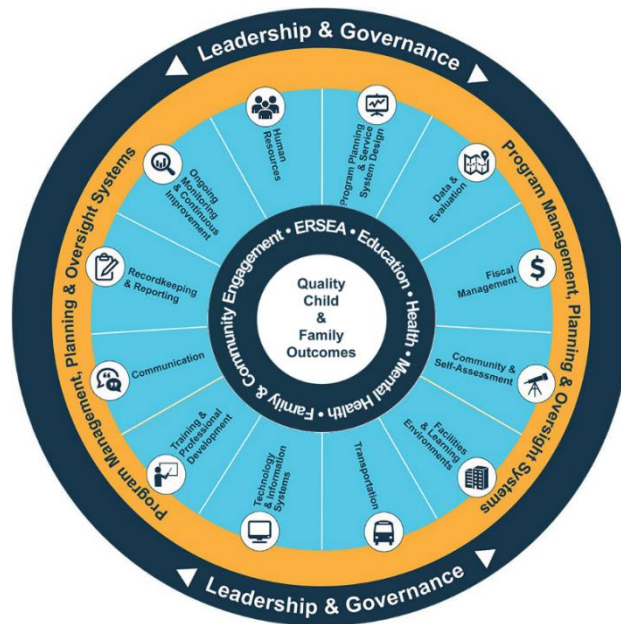 Leadership & Governance
Program Management, Planning & Oversight Systems
Program Management, Planning & Oversight Systems
Human
Resources
Program Planning
& Service
System Design
Data &
Evaluation
Fiscal
Management
Community &
Self-Assessment
Facilities
& Learning
Environments
Transportation
Technology
& Information
Systems
Training &
Professional
Development
Communication
Recordkeeping
& Reporting
Ongoing
Monitoring
& Continuous
Improvement
ERSEA • Education • Health • Mental Health • Family & Community Engagement •
Quality
Child
&
Family
Outcomes
$
Leadership & Governance